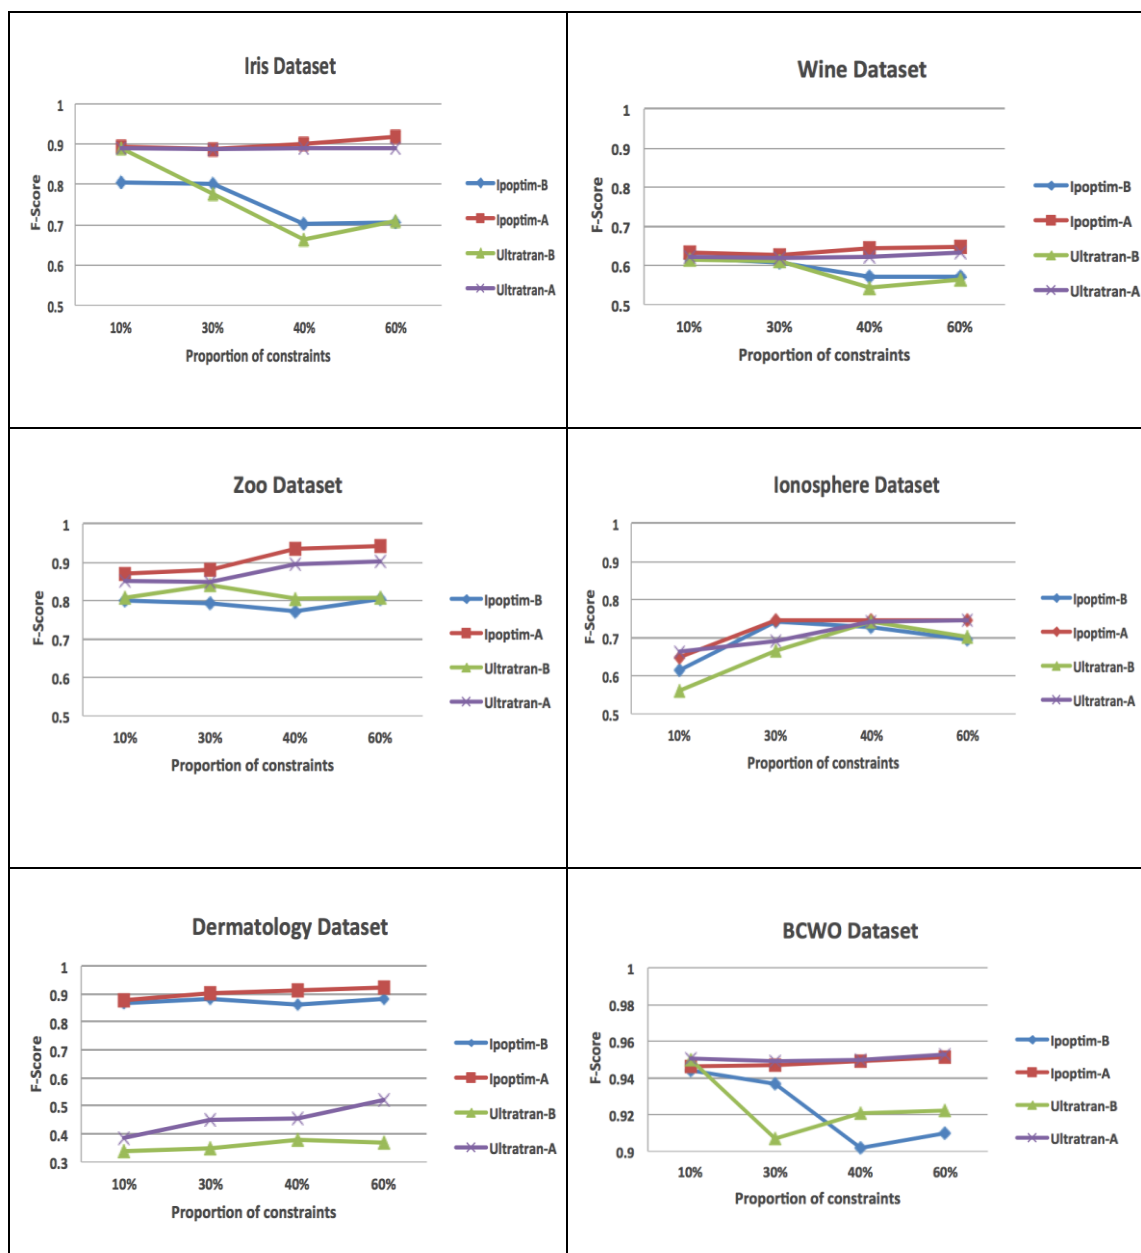 Iris Dataset
1
0.9
0.8
0.7
0.6
0.5
F-Score
10% 30% 40% 60%
Proportion of constraints
Ipoptim-B
Ipoptim-A
Ultratran-B
Ultratran-A
Wine Dataset
1
0.9
0.8
0.7
0.6
0.5
F-Score
10% 30% 40% 60%
Proportion of constraints
Ipoptim-B
Ipoptim-A
Ultratran-B
Ultratran-A
Zoo Dataset
1
0.9
0.8
0.7
0.6
0.5
F-Score
10% 30% 40% 60%
Proportion of constraints
Ipoptim-B
Ipoptim-A
Ultratran-B
Ultratran-A
Ionosphere Dataset
1
0.9
0.8
0.7
0.6
0.5
F-Score
10% 30% 40% 60%
Proportion of constraints
Ipoptim-B
Ipoptim-A
Ultratran-B
Ultratran-A
Dermatology Dataset
1
0.9
0.8
0.7
0.6
0.5
0.4
0.3
F-Score
10% 30% 40% 60%
Proportion of constraints
Ipoptim-B
Ipoptim-A
Ultratran-B
Ultratran-A
BCWO Dataset
1
0.98
0.96
0.94
0.92
0.9
F-Score
10% 30% 40% 60%
Proportion of constraints
Ipoptim-B
Ipoptim-A
Ultratran-B
Ultratran-A